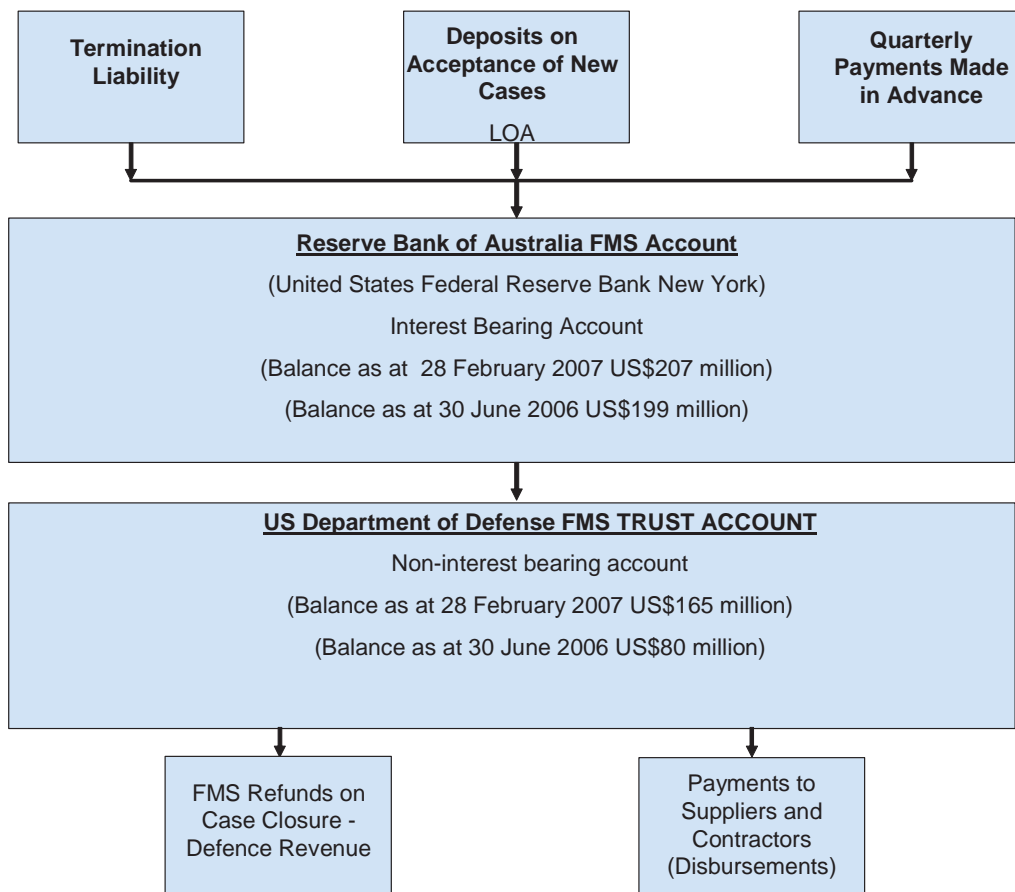 Termination
Liability
Deposits on
Acceptance of New
Cases
LOA
Quarterly
Payments Made
in Advance
Reserve Bank of Australia FMS Account
(United States Federal Reserve Bank New York)
Interest Bearing Account
(Balance as at 28 February 2007 US$207 million)
(Balance as at 30 June 2006 US$199 million)
US Department of Defense FMS TRUST ACCOUNT
Non-interest bearing account
(Balance as at 28 February 2007 US$165 million)
(Balance as at 30 June 2006 US$80 million)
FMS Refunds on
Case Closure -
Defence Revenue
Payments to
Suppliers and
Contractors
(Disbursements)